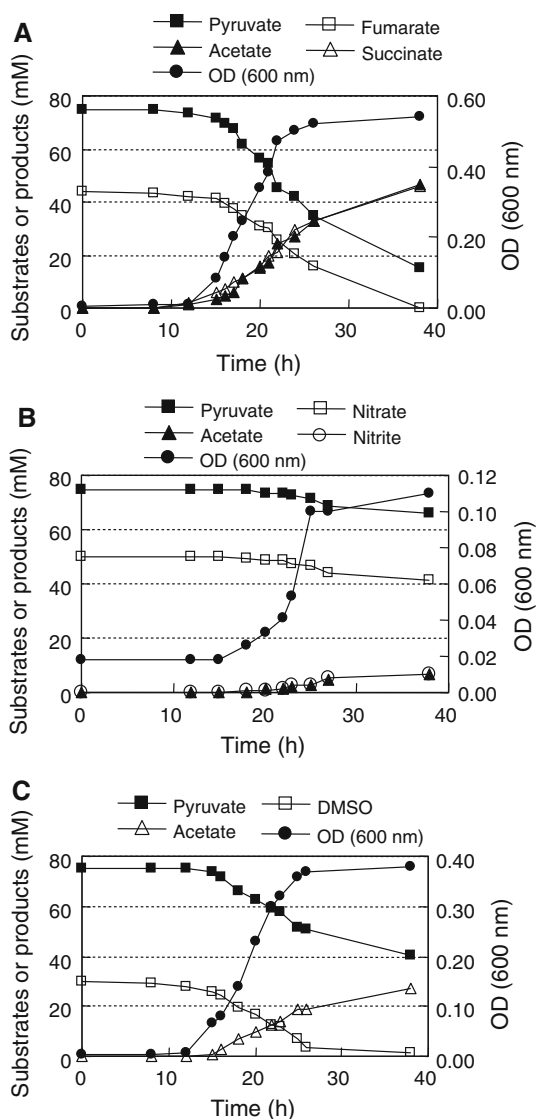 A
Pyruvate Fumarate
Acetate Succinate
OD (600 nm)
Substrates or products (mM)
80
60
40
20
0
0.60
0.40
0.20
0.00
OD (600 nm)
0 10 20 30 40
Time (h)
B
Pyruvate Nitrate
Acetate Nitrite
OD (600 nm)
Substrates or products (mM)
80
60
40
20
0
0.12
0.10
0.08
0.06
0.04
0.02
0.00
OD (600 nm)
0 10 20 30 40
Time (h)
C
Pyruvate DMSO
Acetate OD (600 nm)
Substrates or products (mM)
80
60
40
20
0
0.40
0.30
0.20
0.10
0.00
OD (600 nm)
0 10 20 30 40
Time (h)